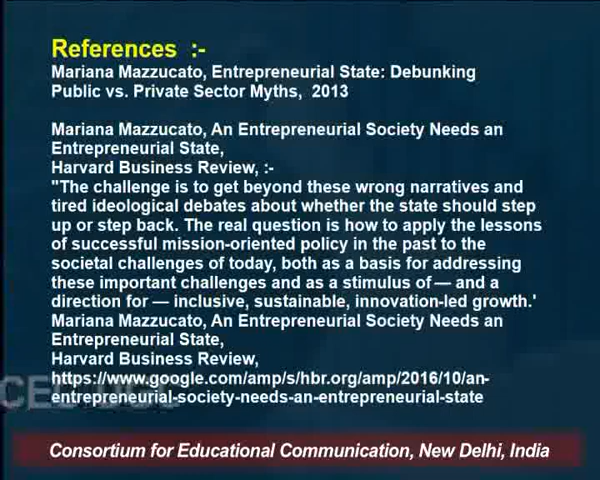 References :-
Mariana Mazzucato, Entrepreneurial State: Debunking
Public vs. Private Sector Myths, 2013
Mariana Mazzucato, An Entrepreneurial Society Needs an
Entrepreneurial State,
Harvard Business Review, :-
"The challenge is to get beyond these wrong narratives and
tired ideological debates about whether the state should step
up or step back. The real question is how to apply the lessons
of successful mission-oriented policy in the past to the
societal challenges of today, both as a basis for addressing
these important challenges and as a stimulus of — and a
direction for — inclusive, sustainable, innovation-led growth.'
Mariana Mazzucato, An Entrepreneurial Society Needs an
Entrepreneurial State,
Harvard Business Review,
https://www.google.com/amp/s/hbr.org/amp/2016/10/an-
entrepreneurial-society-needs-an-entrepreneurial-state
Consortium for Educational Communication, New Delhi, India